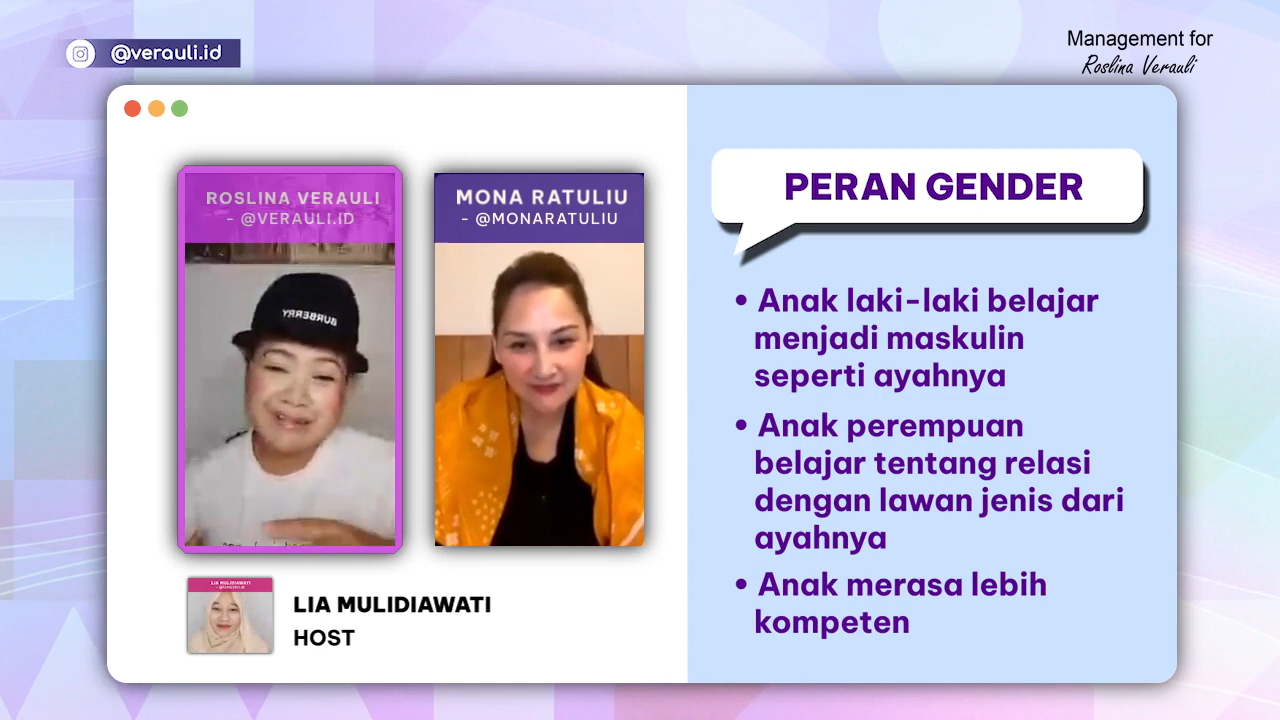 @verauli.id
Management for
Roslina Verauli
ROSLINA VERAULI
- @VERAULI.ID
MONA RATULIU
- @MONARATULIU
BURBERRY
LIA MULIDIAWATI
LIA MULIDIAWATI
HOST
PERAN GENDER
• Anak laki-laki belajar
menjadi maskulin
seperti ayahnya
• Anak perempuan
belajar tentang relasi
dengan lawan jenis dari
ayahnya
• Anak merasa lebih
kompeten